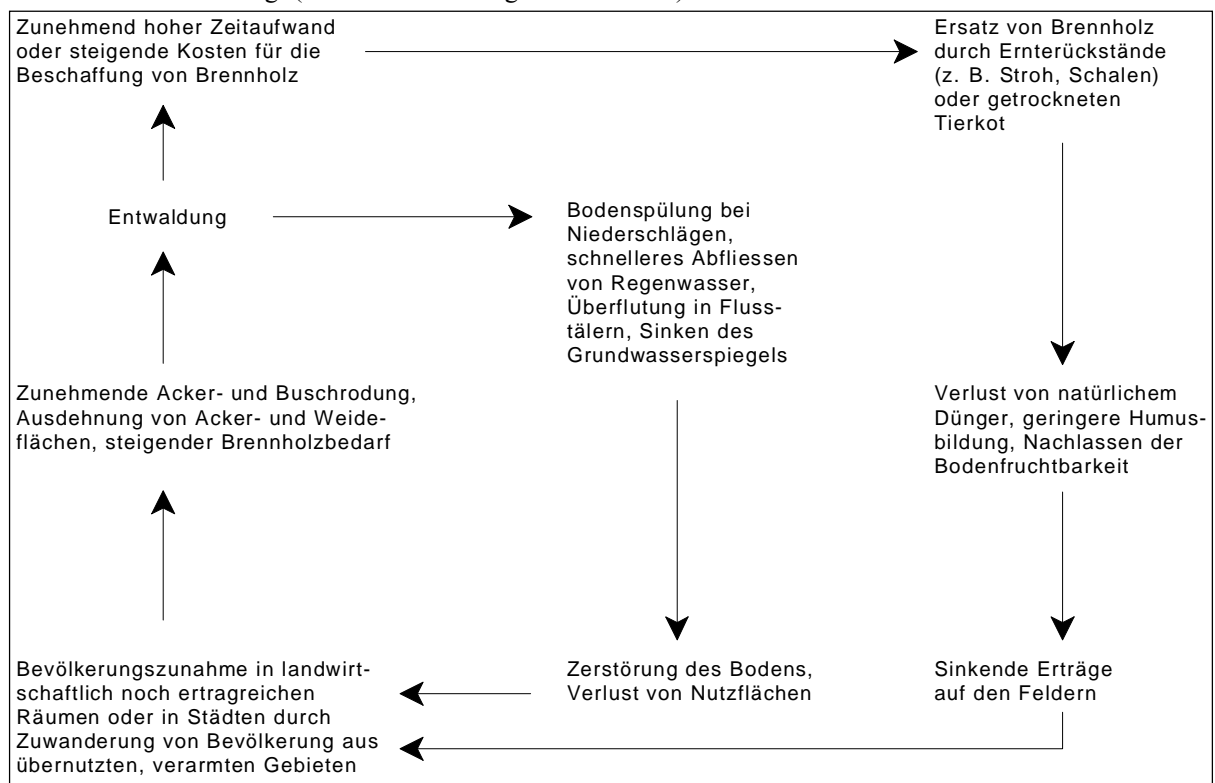 Zunehmend hoher Zeitaufwand
oder steigende Kosten für die
Beschaffung von Brennholz
Ersatz von Brennholz
durch Ernterückstände
(z. B. Stroh, Schalen)
oder getrockneten
Tierkot
Entwaldung
Bodenspülung bei
Niederschlägen,
schnelleres Abfliessen
von Regenwasser,
Überflutung in Fluss-
tälern, Sinken des
Grundwasserspiegels
Zunehmende Acker- und Buschrodung,
Ausdehnung von Acker- und Weide-
flächen, steigender Brennholzbedarf
Verlust von natürlichem
Dünger, geringere Humus-
bildung, Nachlassen der
Bodenfruchtbarkeit
Bevölkerungszunahme in landwirt-
schaftlich noch ertragreichen
Räumen oder in Städten durch
Zuwanderung von Bevölkerung aus
übernutzten, verarmten Gebieten
Zerstörung des Bodens,
Verlust von Nutzflächen
Sinkende Erträge
auf den Feldern